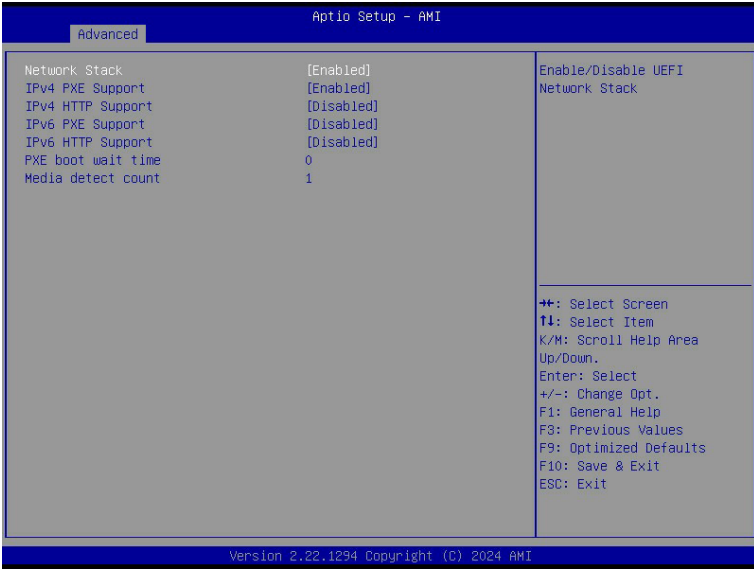 Aptio Setup – AMI
Advanced
Network Stack [Enabled]
IPv4 PXE Support [Enabled]
IPv4 HTTP Support [Disabled]
IPv6 PXE Support [Disabled]
IPv6 HTTP Support [Disabled]
PXE boot wait time 0
Media detect count 1
Enable/Disable UEFI
Network Stack
→←: Select Screen
↑↓: Select Item
K/M: Scroll Help Area
Up/Down.
Enter: Select
+/-: Change Opt.
F1: General Help
F3: Previous Values
F9: Optimized Defaults
F10: Save & Exit
ESC: Exit
Version 2.22.1294 Copyright (C) 2024 AMI